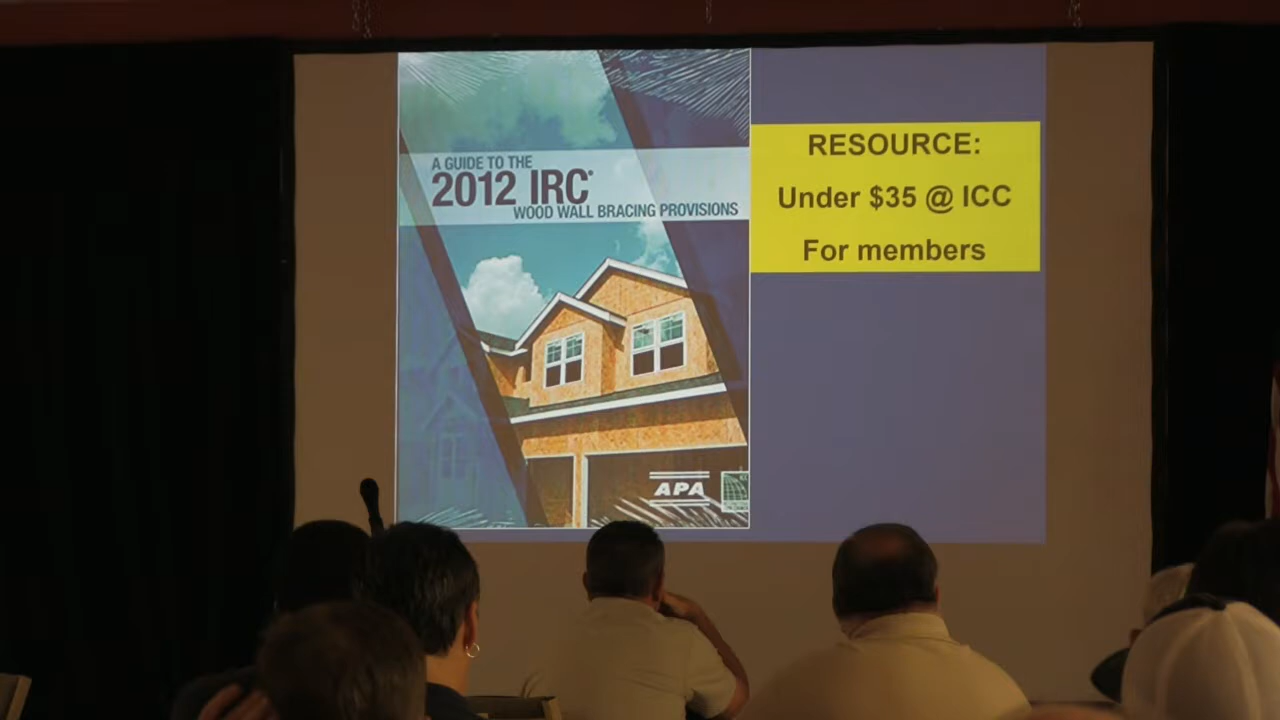 A GUIDE TO THE
2012 IRC®
WOOD WALL BRACING PROVISIONS
APA
RESOURCE:
Under $35 @ ICC
For members